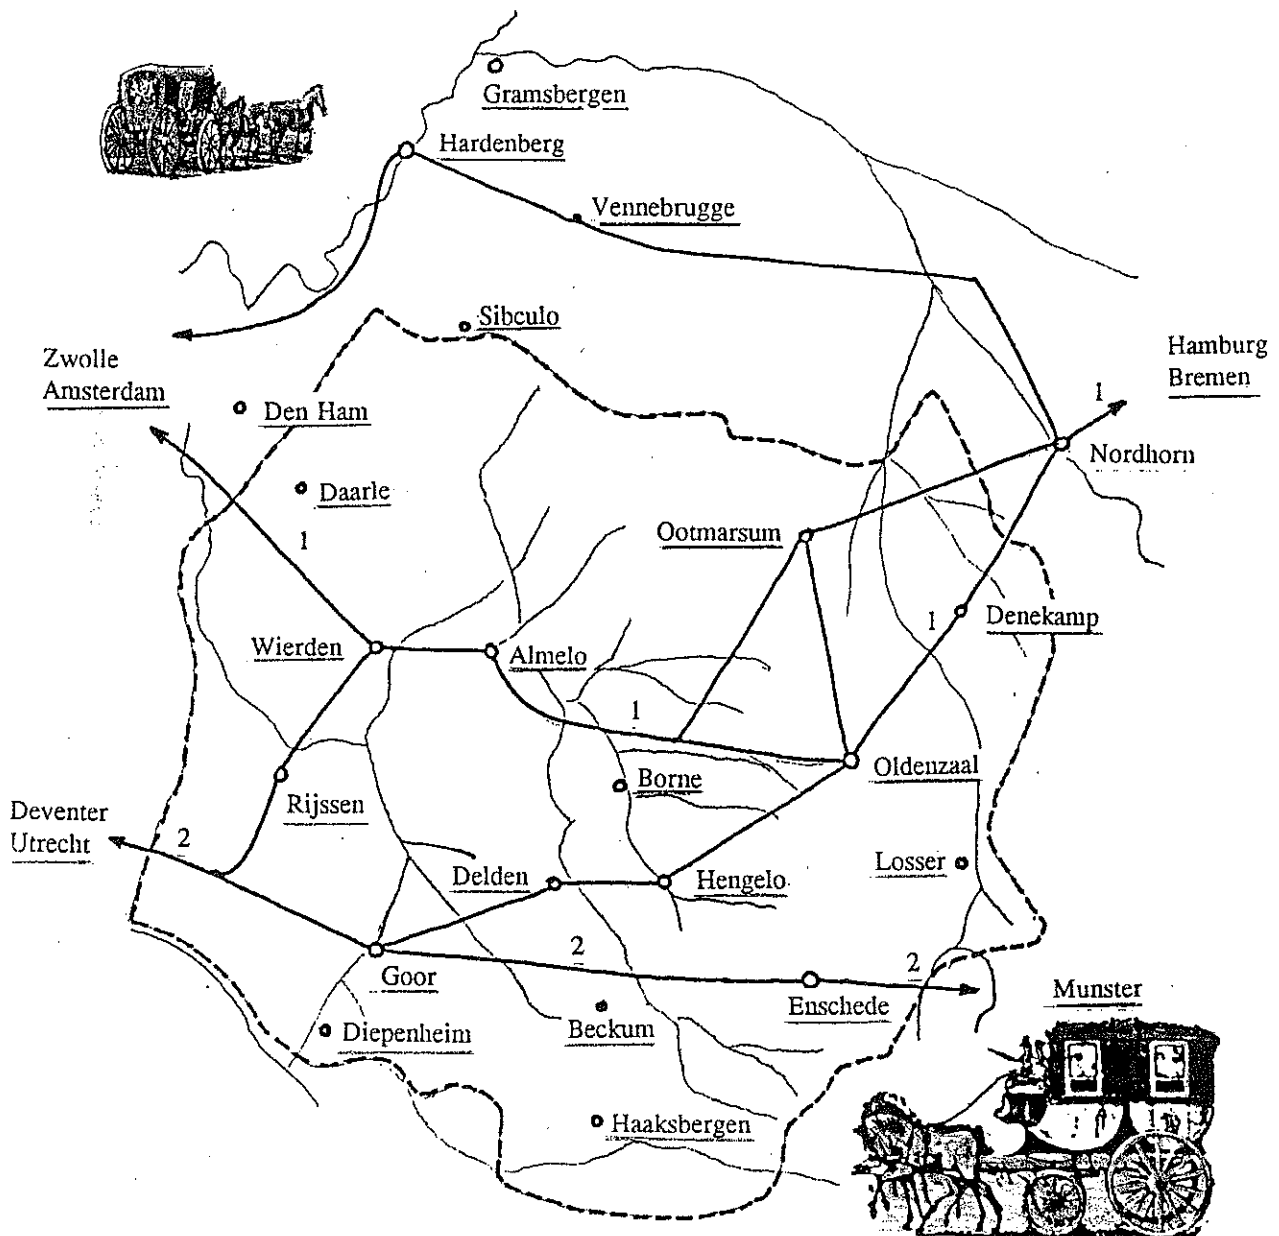 Gramsbergen
Hardenberg
Vennebrugge
Sibculo
Zwolle
Amsterdam
Hamburg
Bremen
1
Den Ham
Nordhorn
Daarle
1
Ootmarsum
Denekamp
1
Wierden
Almelo
1
Oldenzaal
Borne
Rijssen
Deventer
Utrecht
2
Losser
Delden
Hengelo
2
2
Goor
Enschede
Munster
Beckum
Diepenheim
Haaksbergen